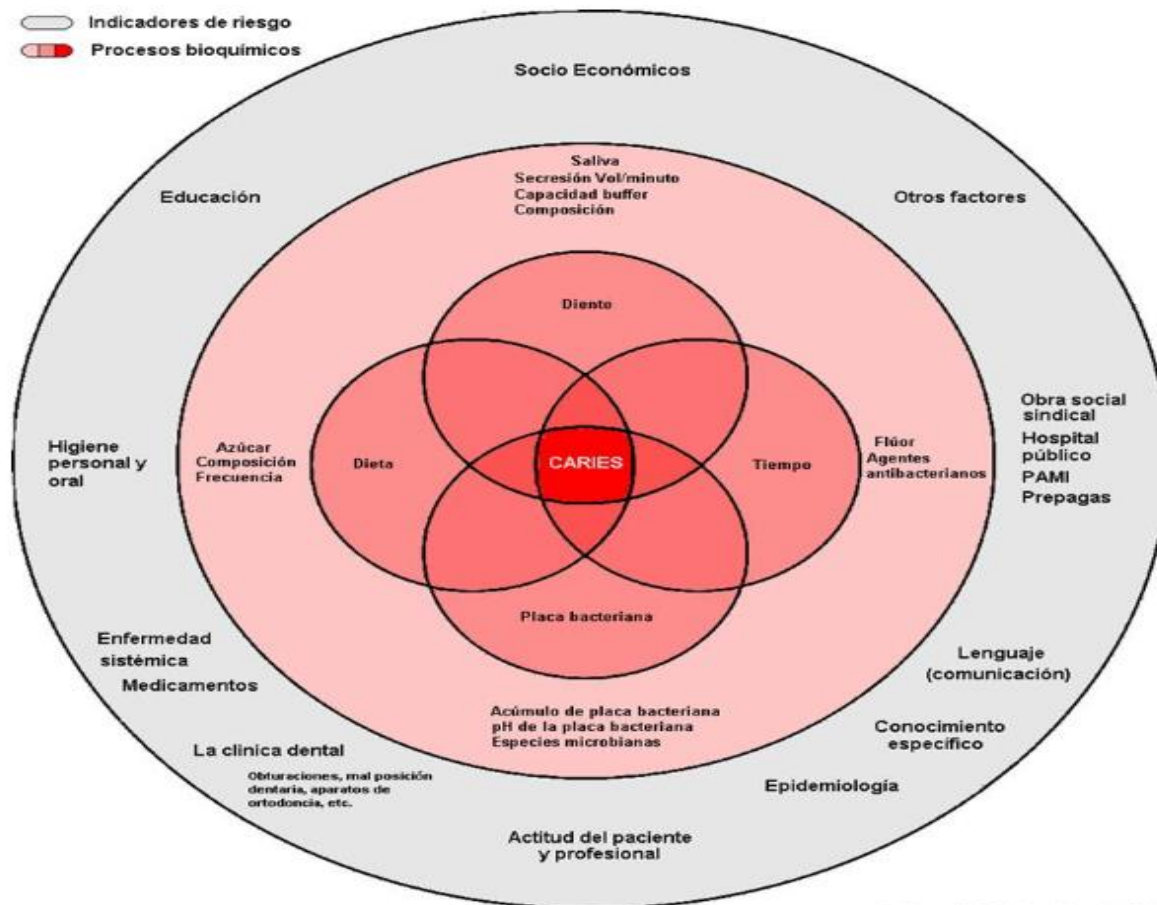 Indicadores de riesgo
Procesos bioquímicos
Socio Económicos
Educación
Saliva
Secresión Vol/minuto
Capacidad buffer
Composición
Otros factores
Diente
Higiene
personal y
oral
Azúcar
Composición
Frecuencia
Dieta
CARIES
Tiempo
Flúor
Agentes
antibacterianos
Obra social
sindical
Hospital
público
PAMI
Prepagas
Placa bacteriana
Enfermedad
sistémica
Medicamentos
Acúmulo de placa bacteriana
pH de la placa bacteriana
Especies microbianas
Lenguaje
(comunicación)
Conocimiento
específico
La clinica dental
Obturaciones, mal posición
dentaria, aparatos de
ortodoncia, etc.
Epidemiología
Actitud del paciente
y profesional